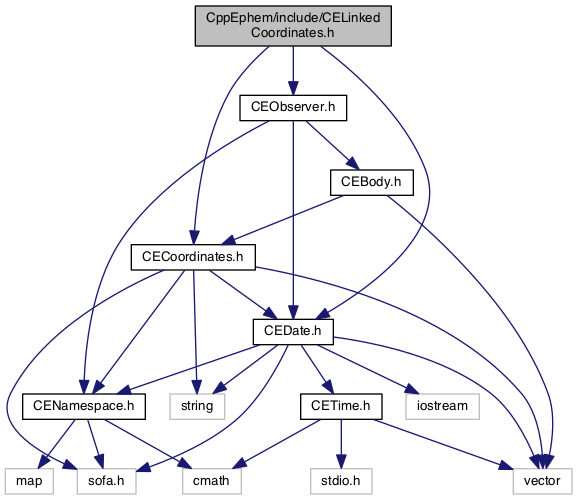 CppEphem/include/CELinked
Coordinates.h
CEObserver.h
CEBody.h
CECoordinates.h
CEDate.h
CENamespace.h
string
CETime.h
iostream
map
sofa.h
cmath
stdio.h
vector